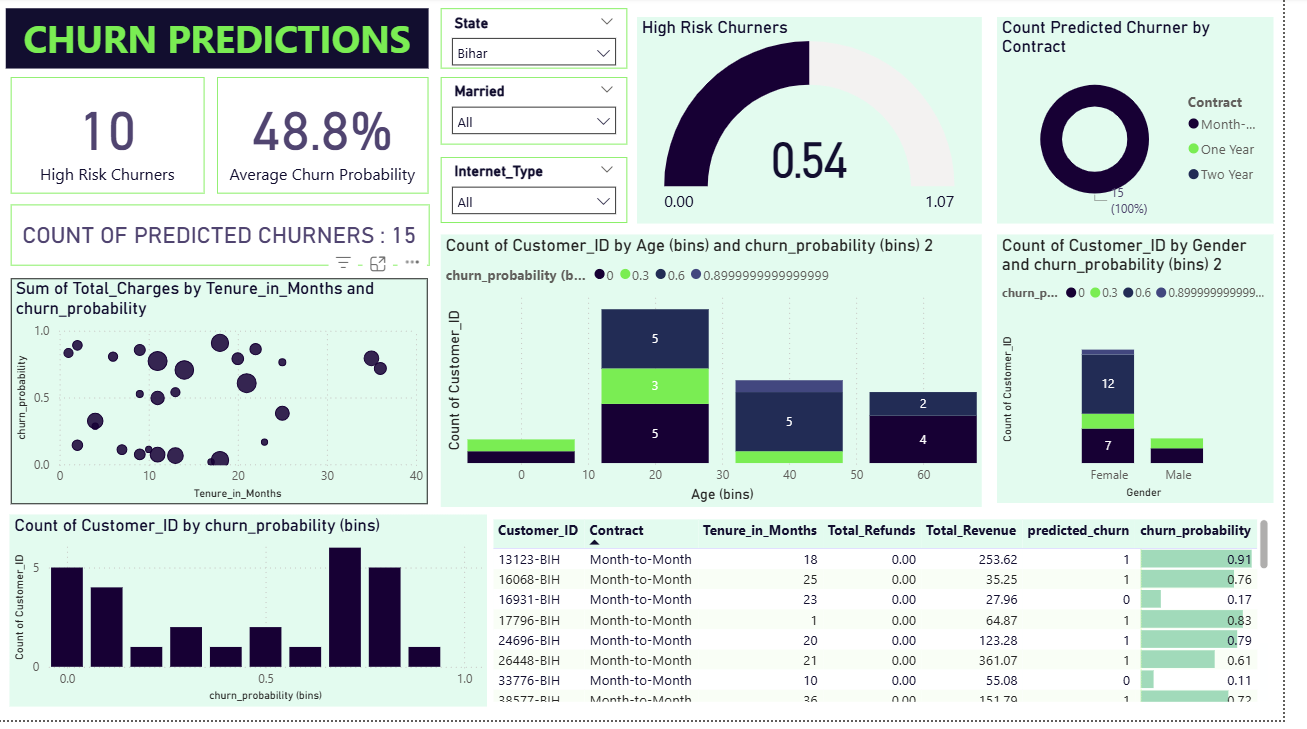 CHURN PREDICTIONS
10
High Risk Churners
48.8%
Average Churn Probability
COUNT OF PREDICTED CHURNERS : 15
State
Bihar
Married
All
Internet_Type
All
High Risk Churners
0.54
0.00
1.07
Count Predicted Churner by
Contract
Contract
Month-...
One Year
Two Year
15
(100%)
Sum of Total_Charges by Tenure_in_Months and
churn_probability
churn_probability
1.0
0.5
0.0
0 10 20 30 40
Tenure_in_Months
Count of Customer_ID by Age (bins) and churn_probability (bins) 2
churn_probability (b... 0 0.3 0.6 0.8999999999999999
Count of Customer_ID
5
3
5
5
2
4
0 10 20 30 40 50 60
Age (bins)
Count of Customer_ID by Gender
and churn_probability (bins) 2
churn_p... 0 0.3 0.6 0.899999999999...
Count of Customer_ID
12
7
Female Male
Gender
Count of Customer_ID by churn_probability (bins)
Count of Customer_ID
5
0
0.0 0.5 1.0
churn_probability (bins)
Customer_ID Contract Tenure_in_Months Total_Refunds Total_Revenue predicted_churn churn_probability
13123-BIH Month-to-Month 18 0.00 253.62 1 0.91
16068-BIH Month-to-Month 25 0.00 35.25 1 0.76
16931-BIH Month-to-Month 23 0.00 27.96 0 0.17
17796-BIH Month-to-Month 1 0.00 64.87 1 0.83
24696-BIH Month-to-Month 20 0.00 123.28 1 0.79
26448-BIH Month-to-Month 21 0.00 361.07 1 0.61
33776-BIH Month-to-Month 10 0.00 55.08 0 0.11
38577-BIH Month-to-Month 36 0.00 151.79 1 0.72